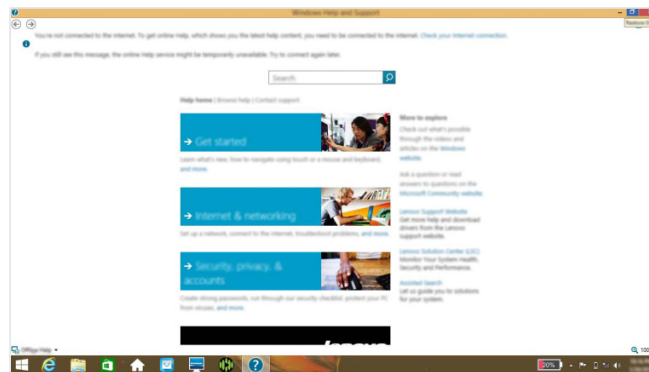 Windows Help and Support
You're not connected to the internet. To get online help, which shows you the latest help content, you need to be connected to the internet. Check your internet connection.
If you still see this message, the online Help service might be temporarily unavailable. Try to connect again later.
Search
Help home | Browse help | Contact support
→ Get started
Learn what's new, how to navigate using touch or a mouse and keyboard,
and more.
→ Internet & networking
Set up a network, connect to the internet, troubleshoot problems, and more.
→ Security, privacy, &
accounts
Create strong passwords, run through our security checklist, protect your PC
from viruses, and more.
lenovo
More to explore
Check out what's possible
through the videos and
articles on the Windows
website.
Ask a question or read
answers to questions on the
Microsoft Community website.
Lenovo Support Website
Get more help and download
drivers from the Lenovo
support website.
Lenovo Solution Center (LSC)
Monitor Your System Health,
Security and Performance.
Assisted Search
Let us guide you to solutions
for your system.
Offline Help
100